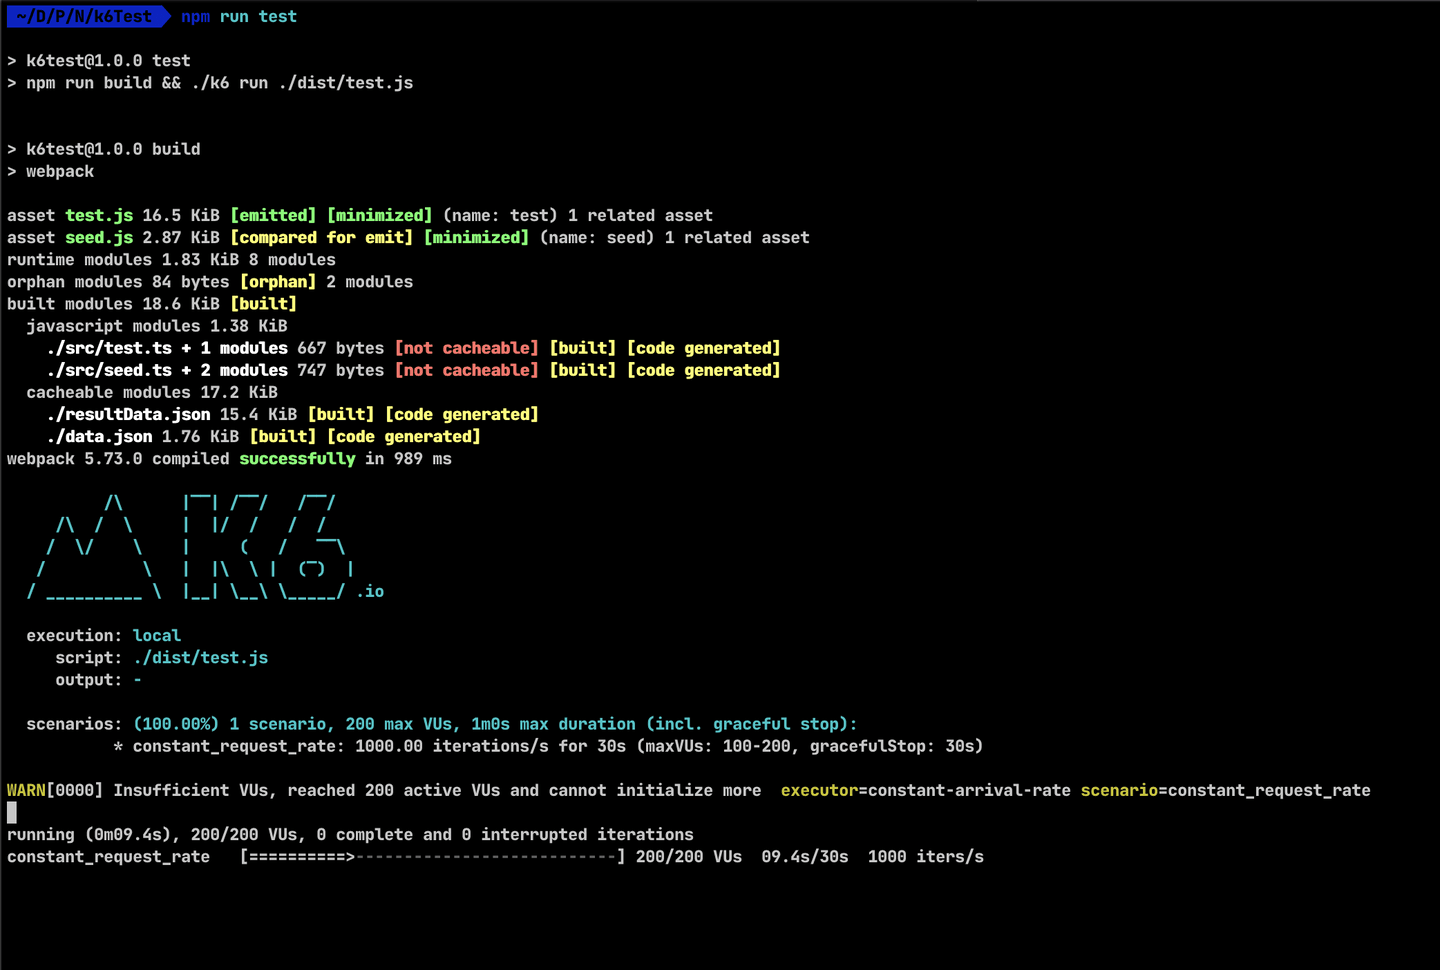 ~/D/P/N/k6Test npm run test
> k6test@1.0.0 test
> npm run build && ./k6 run ./dist/test.js
> k6test@1.0.0 build
> webpack
asset test.js 16.5 KiB [emitted] [minimized] (name: test) 1 related asset
asset seed.js 2.87 KiB [compared for emit] [minimized] (name: seed) 1 related asset
runtime modules 1.83 KiB 8 modules
orphan modules 84 bytes [orphan] 2 modules
built modules 18.6 KiB [built]
  javascript modules 1.38 KiB
    ./src/test.ts + 1 modules 667 bytes [not cacheable] [built] [code generated]
    ./src/seed.ts + 2 modules 747 bytes [not cacheable] [built] [code generated]
  cacheable modules 17.2 KiB
    ./resultData.json 15.4 KiB [built] [code generated]
    ./data.json 1.76 KiB [built] [code generated]
webpack 5.73.0 compiled successfully in 989 ms
          /\      |‾‾| /‾‾/   /‾‾/
     /\  /  \     |  |/  /   /  /
    /  \/    \    |     (   /   ‾‾\
   /          \   |  |\  \ |  (‾)  |
  / __________ \  |__| \__\ \_____/ .io
  execution: local
     script: ./dist/test.js
     output: -
  scenarios: (100.00%) 1 scenario, 200 max VUs, 1m0s max duration (incl. graceful stop):
           * constant_request_rate: 1000.00 iterations/s for 30s (maxVUs: 100-200, gracefulStop: 30s)
WARN[0000] Insufficient VUs, reached 200 active VUs and cannot initialize more  executor=constant-arrival-rate scenario=constant_request_rate
running (0m09.4s), 200/200 VUs, 0 complete and 0 interrupted iterations
constant_request_rate   [==========>---------------------------] 200/200 VUs  09.4s/30s  1000 iters/s